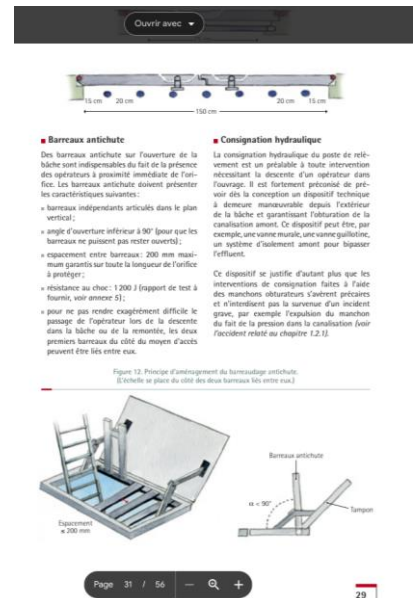 Ouvrir avec
15 cm 20 cm 20 cm 15 cm
150 cm
Barreaux antichute
Des barreaux antichute sur l'ouverture de la
bâche sont indispensables du fait de la présence
des opérateurs à proximité immédiate de l'ori-
fice. Les barreaux antichute doivent présenter
les caractéristiques suivantes :
barreaux indépendants articulés dans le plan
vertical ;
angle d'ouverture inférieur à 90° (pour que les
barreaux ne puissent pas rester ouverts) ;
espacement entre barreaux : 200 mm maxi-
mum garantis sur toute la longueur de l'orifice
à protéger ;
résistance au choc : 1 200 J (rapport de test à
fournir, voir annexe 5) ;
pour ne pas rendre exagérément difficile le
passage de l'opérateur lors de la descente
dans la bâche ou de la remontée, les deux
premiers barreaux du côté du moyen d'accès
peuvent être liés entre eux.
Consignation hydraulique
La consignation hydraulique du poste de relè-
vement est un préalable à toute intervention
nécessitant la descente d'un opérateur dans
l'ouvrage. Il est fortement préconisé de pré-
voir dès la conception un dispositif technique
à demeure manœuvrable depuis l'extérieur
de la bâche et garantissant l'obturation de la
canalisation amont. Ce dispositif peut être, par
exemple, une vanne murale, une vanne guillotine,
un système d'isolement amont pour bipasser
l'effluent.
Ce dispositif se justifie d'autant plus que les
interventions de consignation faites à l'aide
des manchons obturateurs s'avèrent précaires
et n'interdisent pas la survenue d'un incident
grave, par exemple l'expulsion du manchon
du fait de la pression dans la canalisation (voir
l'accident relaté au chapitre 1.2.1).
Figure 12. Principe d'aménagement du barreaudage antichute.
(L'échelle se place du côté des deux barreaux liés entre eux.)
Espacement
≤ 200 mm
Barreaux antichute
α < 90°
Tampon
Page 31 / 56
29